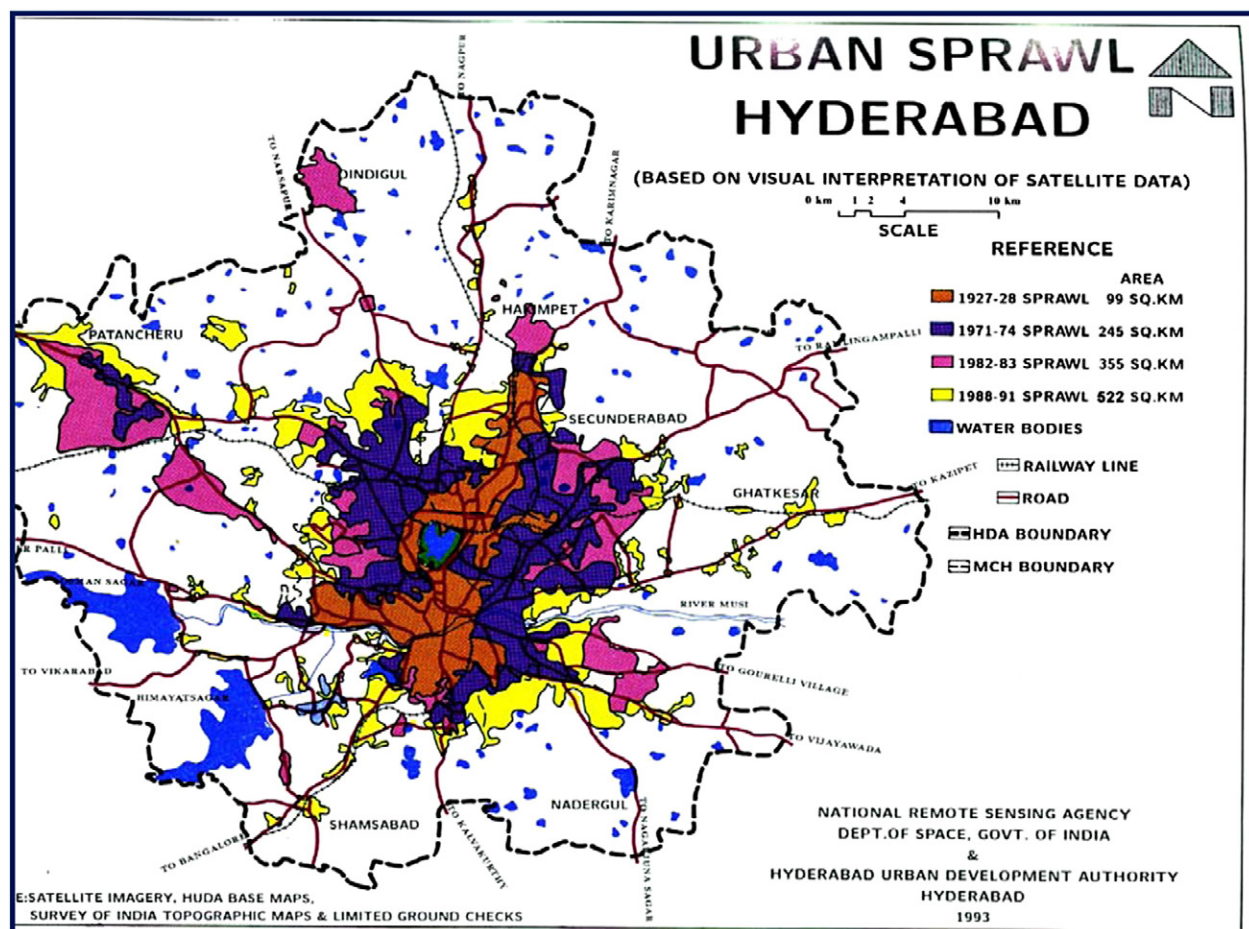 URBAN SPRAWL
HYDERABAD
(BASED ON VISUAL INTERPRETATION OF SATELLITE DATA)
0 km 1 2 4 10 km
SCALE
REFERENCE
AREA
1927-28 SPRAWL 99 SQ.KM
1971-74 SPRAWL 245 SQ.KM
1982-83 SPRAWL 355 SQ.KM
1988-91 SPRAWL 522 SQ.KM
WATER BODIES
RAILWAY LINE
ROAD
HDA BOUNDARY
MCH BOUNDARY
TO NAGPUR
TO NARSAPUR
DINDIGUL
TO KARIMNAGAR
HAKIMPET
PATANCHERU
SECUNDERABAD
GHATKESAR
TO KAZIPET
R PALLI
OMAN SAGAR
RIVER MUSI
TO VIKARABAD
HIMAYATSAGAR
TO GOURELLI VILLAGE
TO VIJAYAWADA
NADERGUL
SHAMSABAD
TO BANGALORE
TO KALVAKURTHY
TO NAGARJUNA SAGAR
NATIONAL REMOTE SENSING AGENCY
DEPT.OF SPACE, GOVT. OF INDIA
&
HYDERABAD URBAN DEVELOPMENT AUTHORITY
HYDERABAD
1993
E:SATELLITE IMAGERY, HUDA BASE MAPS,
SURVEY OF INDIA TOPOGRAPHIC MAPS & LIMITED GROUND CHECKS